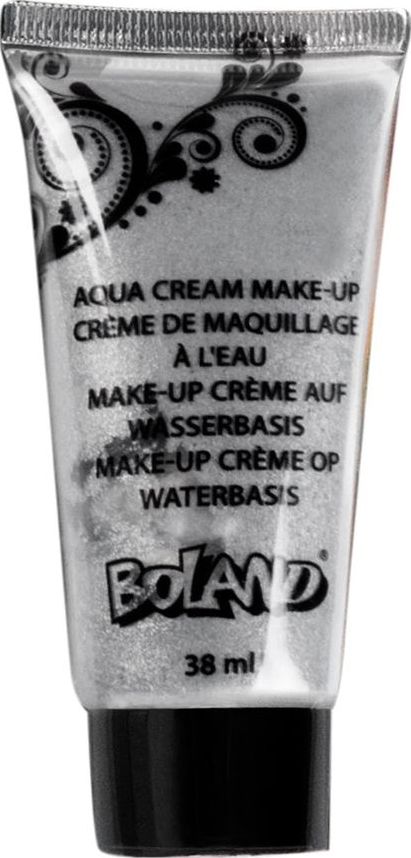 AQUA CREAM MAKE-UP
CRÈME DE MAQUILLAGE
À L'EAU
MAKE-UP CRÈME AUF
WASSERBASIS
MAKE-UP CRÈME OP
WATERBASIS
BOLAND®
38 ml